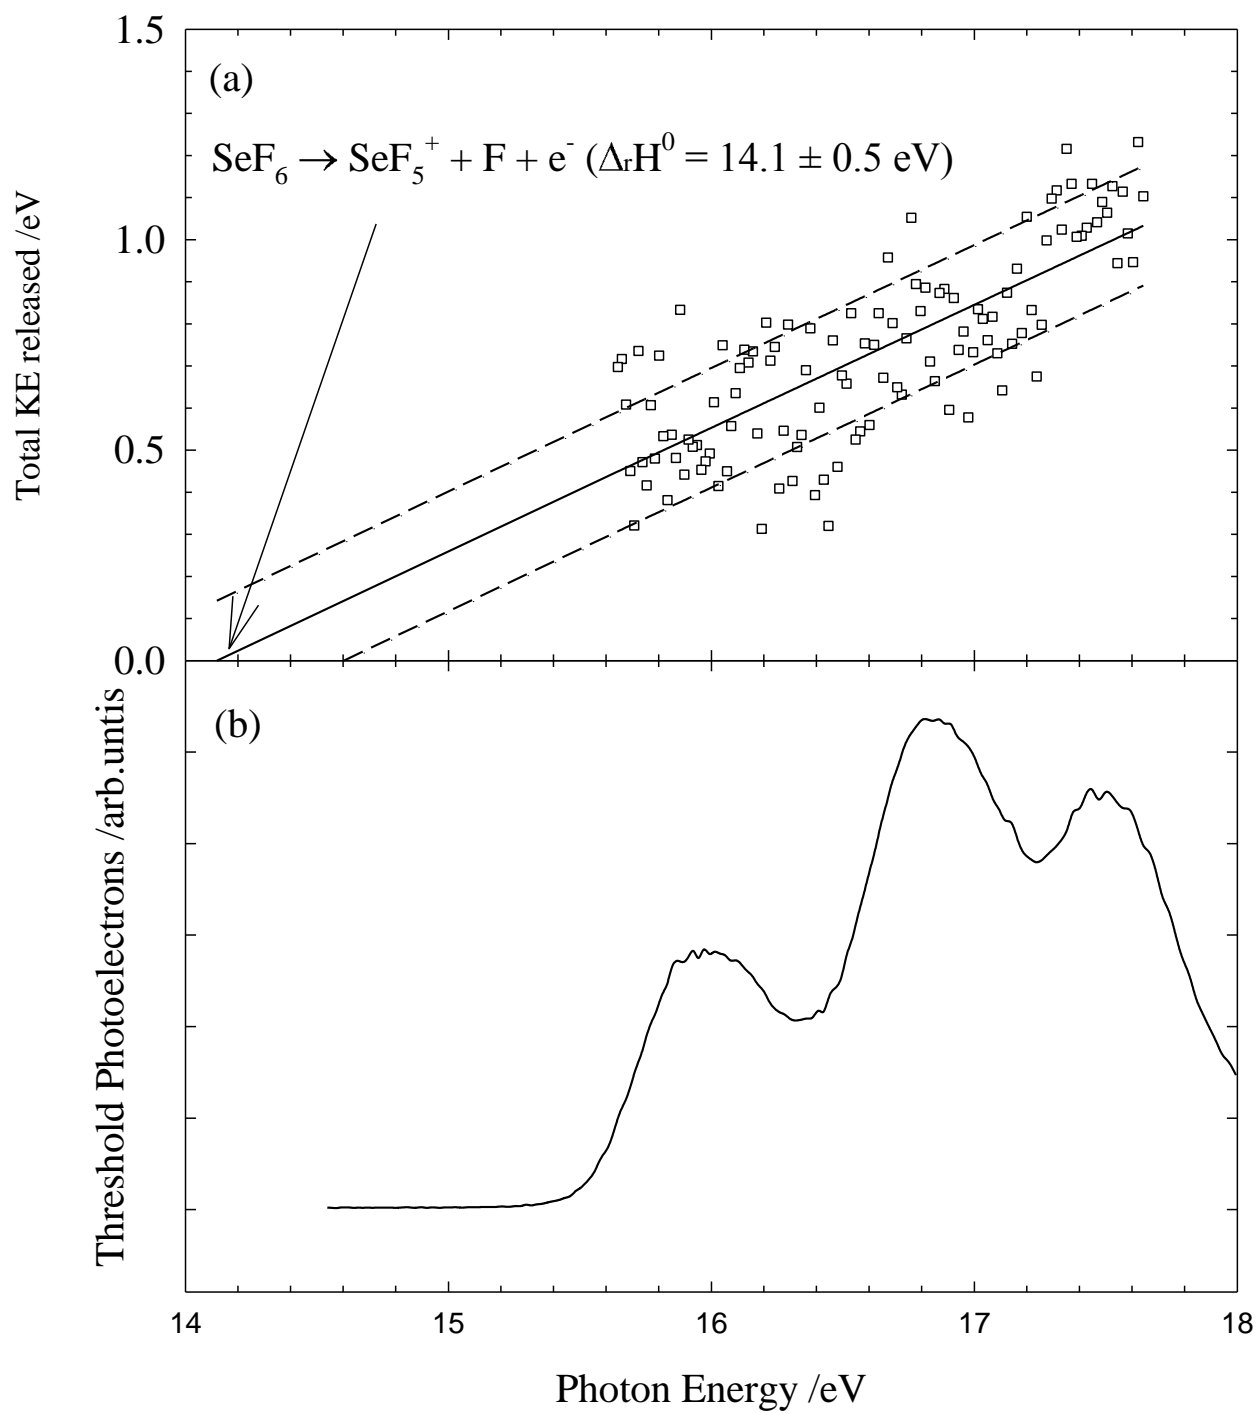 1.5
(a)
SeF6 → SeF5+ + F + e- (ΔrH0 = 14.1 ± 0.5 eV)
Total KE released /eV
1.0
0.5
0.0
(b)
Threshold Photoelectrons /arb.untis
14 15 16 17 18
Photon Energy /eV